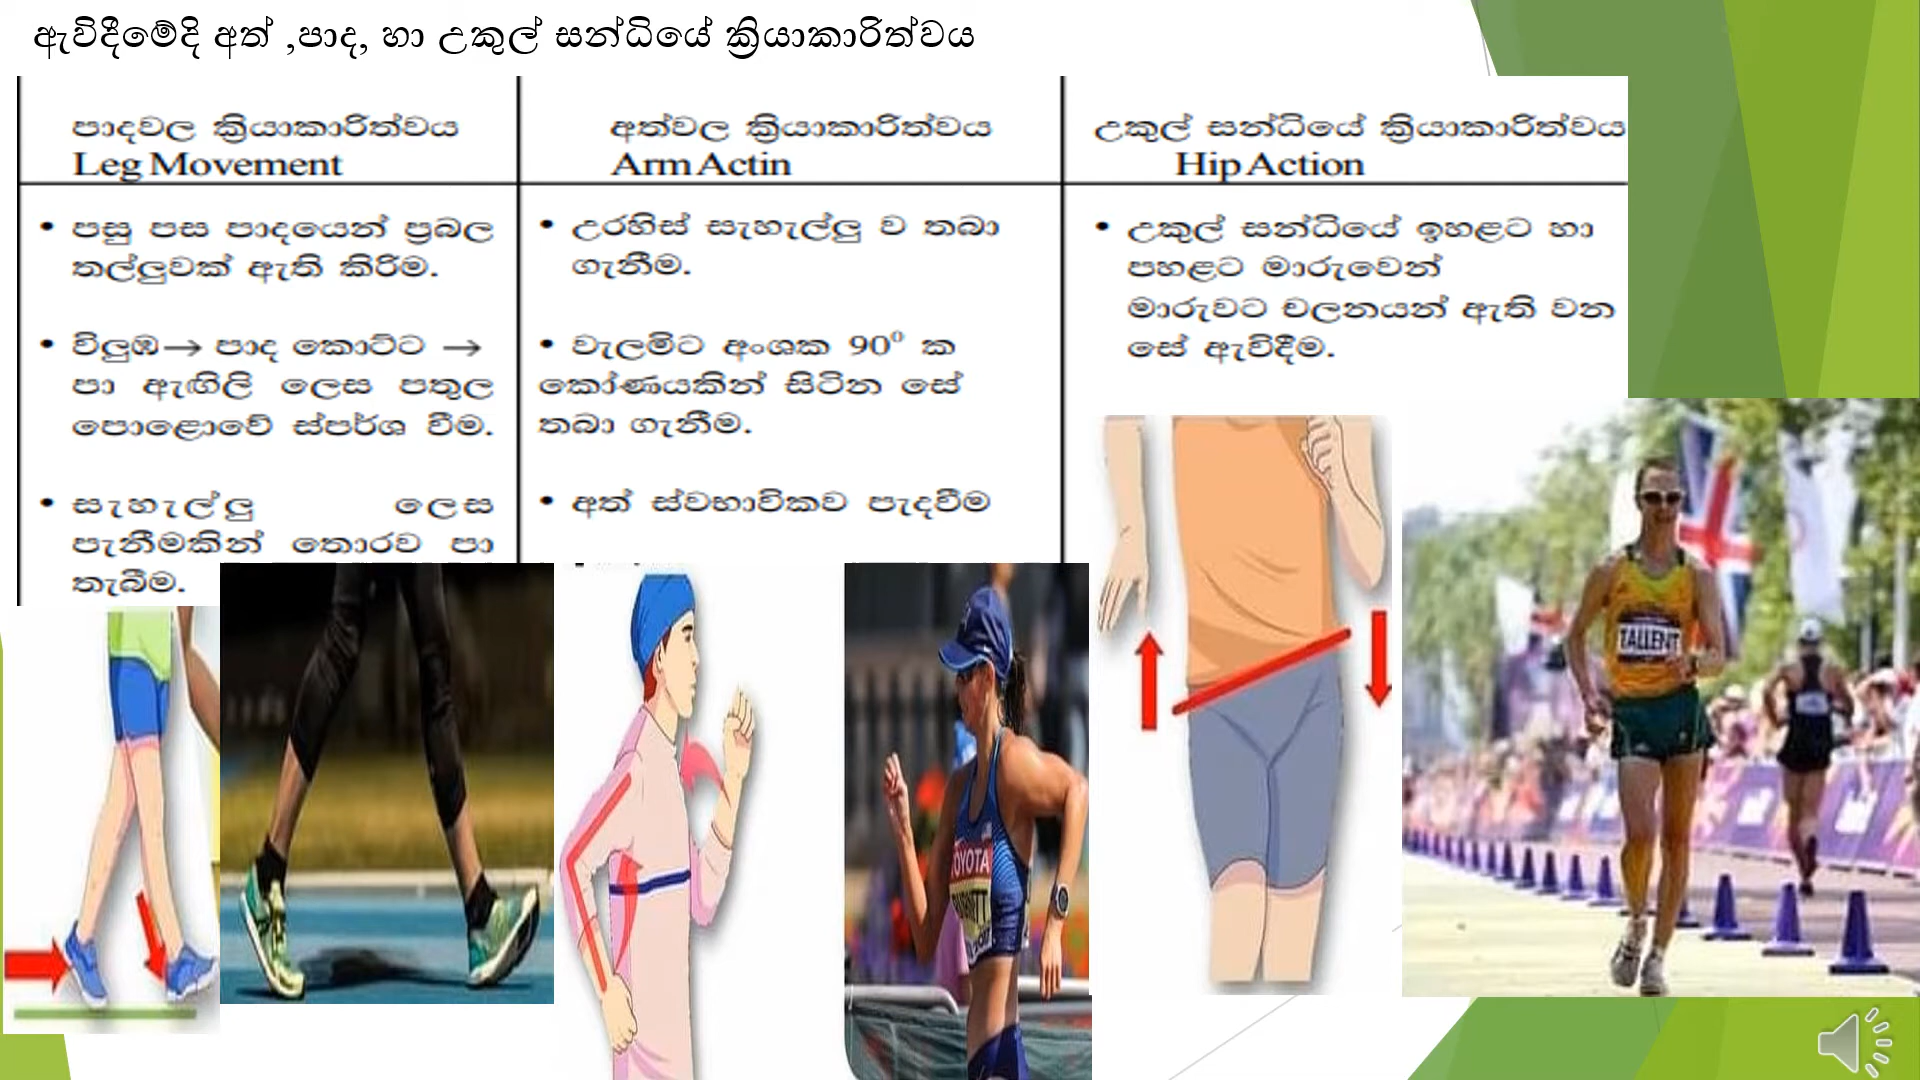 ඇවිදීමේදි අත් ,පාද, හා උකුල් සන්ධියේ ක්‍රියාකාරිත්වය
පාදවල ක්‍රියාකාරිත්වය
Leg Movement
• පසු පස පාදයෙන් ප්‍රබල
තල්ලුවක් ඇති කිරිම.
• විලුඹ→ පාද කොට්ට →
පා ඇඟිලි ලෙස පතුල
පොළොවේ ස්පර්ශ වීම.
• සැහැල්ලු ලෙස
පැනීමකින් තොරව පා
තැබීම.
අත්වල ක්‍රියාකාරිත්වය
Arm Actin
• උරහිස් සැහැල්ලු ව තබා
ගැනීම.
• වැලමිට අංශක 90⁰ ක
කෝණයකින් සිටින සේ
තබා ගැනීම.
• අත් ස්වභාවිකව පැදවීම
උකුල් සන්ධියේ ක්‍රියාකාරිත්වය
Hip Action
• උකුල් සන්ධියේ ඉහළට හා
පහළට මාරුවෙන්
මාරුවට චලනයන් ඇති වන
සේ ඇවිදීම.
TALLENT
TOYOTA